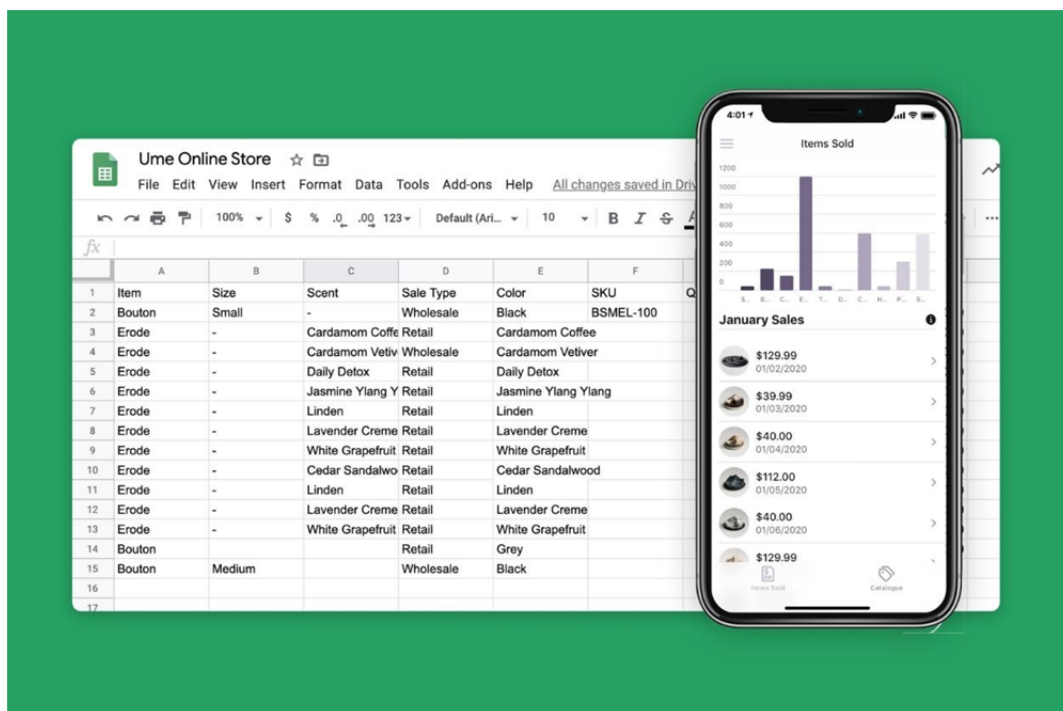 Ume Online Store
File Edit View Insert Format Data Tools Add-ons Help All changes saved in Driv
100% $ % .0 .00 123 Default (Ari... 10 B I S A
fx
A B C D E F
1 Item Size Scent Sale Type Color SKU Q
2 Bouton Small - Wholesale Black BSMEL-100
3 Erode - Cardamom Coffe Retail Cardamom Coffee
4 Erode - Cardamom Vetiv Wholesale Cardamom Vetiver
5 Erode - Daily Detox Retail Daily Detox
6 Erode - Jasmine Ylang Y Retail Jasmine Ylang Ylang
7 Erode - Linden Retail Linden
8 Erode - Lavender Creme Retail Lavender Creme
9 Erode - White Grapefruit Retail White Grapefruit
10 Erode - Cedar Sandalwo Retail Cedar Sandalwood
11 Erode - Linden Retail Linden
12 Erode - Lavender Creme Retail Lavender Creme
13 Erode - White Grapefruit Retail White Grapefruit
14 Bouton Retail Grey
15 Bouton Medium Wholesale Black
16
17
4:01
Items Sold
1200
1000
800
600
400
200
0
S... B... C... E... T... D... C... H... P... S...
January Sales
$129.99
01/02/2020
$39.99
01/03/2020
$40.00
01/04/2020
$112.00
01/05/2020
$40.00
01/06/2020
$129.99
Items Sold Catalogue